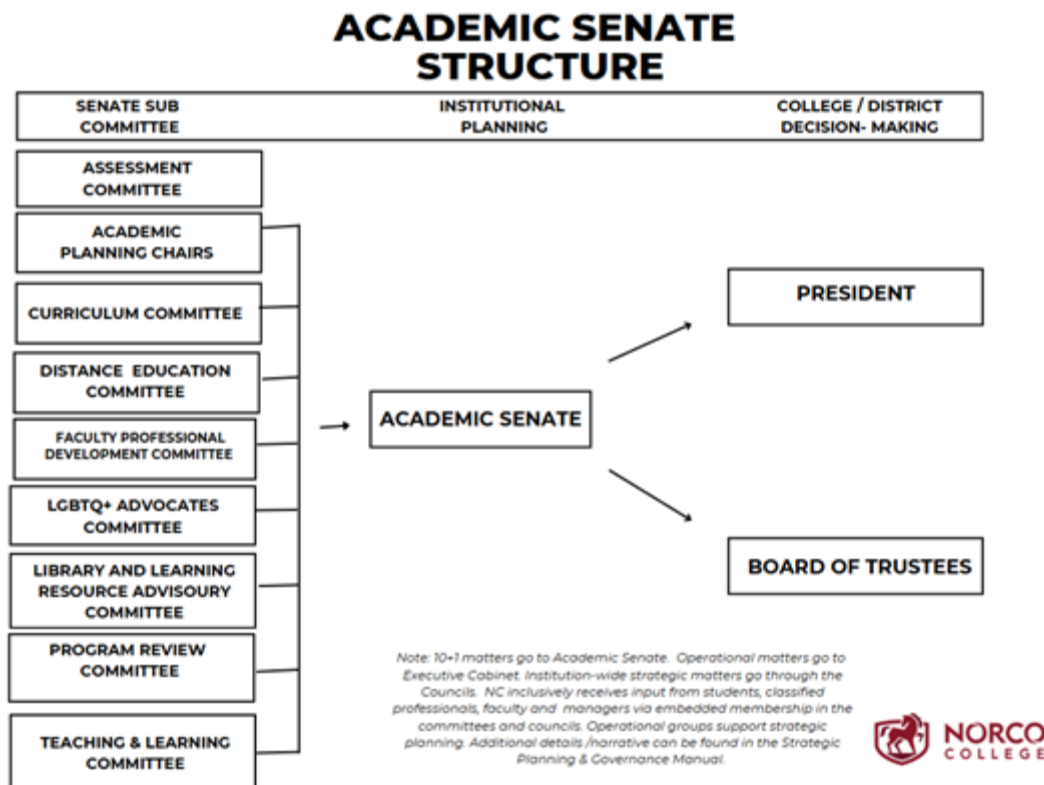 ACADEMIC SENATE
STRUCTURE
SENATE SUB
COMMITTEE
INSTITUTIONAL
PLANNING
COLLEGE / DISTRICT
DECISION- MAKING
ASSESSMENT
COMMITTEE
ACADEMIC
PLANNING CHAIRS
CURRICULUM COMMITTEE
DISTANCE EDUCATION
COMMITTEE
FACULTY PROFESSIONAL
DEVELOPMENT COMMITTEE
LGBTQ+ ADVOCATES
COMMITTEE
LIBRARY AND LEARNING
RESOURCE ADVISOURY
COMMITTEE
PROGRAM REVIEW
COMMITTEE
TEACHING & LEARNING
COMMITTEE
ACADEMIC SENATE
PRESIDENT
BOARD OF TRUSTEES
Note: 10+1 matters go to Academic Senate. Operational matters go to
Executive Cabinet. Institution-wide strategic matters go through the
Councils. NC inclusively receives input from students, classified
professionals, faculty and managers via embedded membership in the
committees and councils. Operational groups support strategic
planning. Additional details /narrative can be found in the Strategic
Planning & Governance Manual.
NORCO
COLLEGE